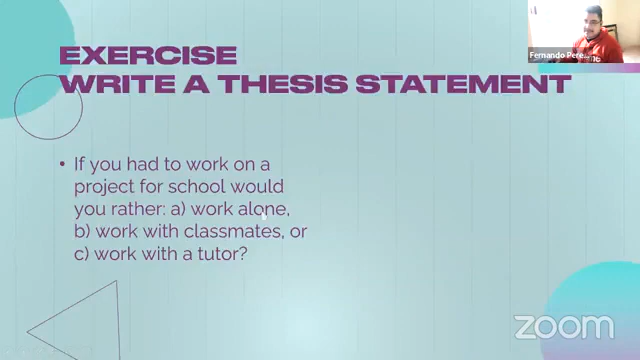 EXERCISE
WRITE A THESIS STATEMENT
• If you had to work on a
project for school would
you rather: a) work alone,
b) work with classmates, or
c) work with a tutor?
Fernando Pere
zoom